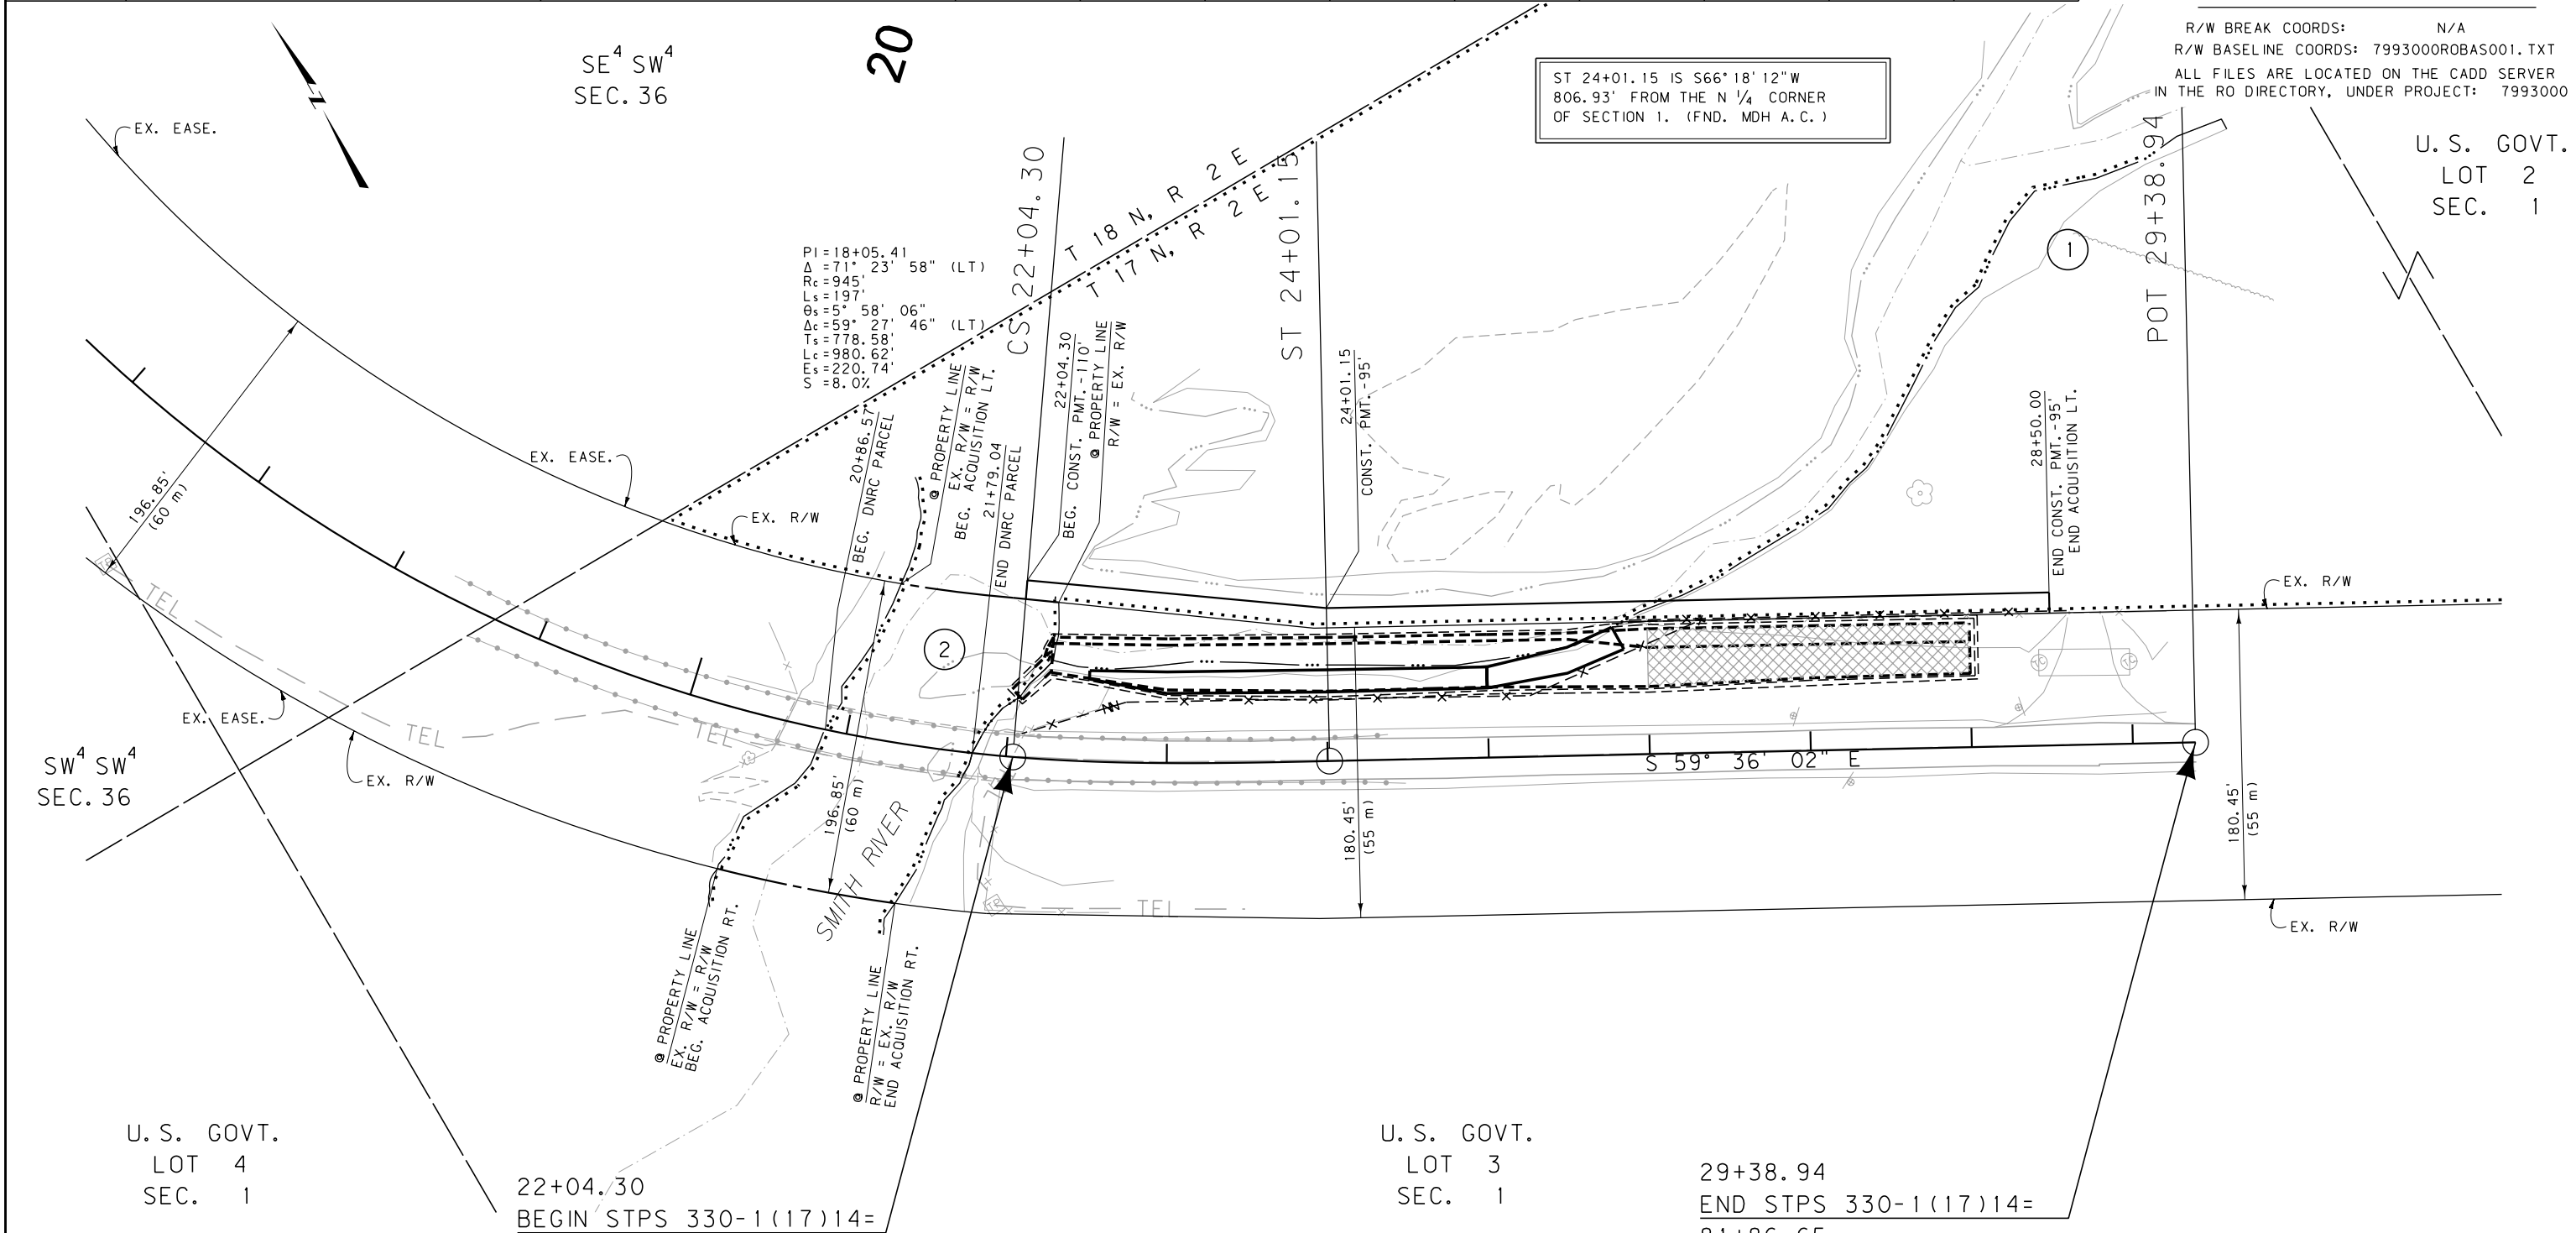 SE4 SW4
SEC. 36
20
ST 24+01.15 IS S66° 18' 12" W
806.93' FROM THE N 1/4 CORNER
OF SECTION 1. (FND. MDH A.C.)
R/W BREAK COORDS: N/A
R/W BASELINE COORDS: 7993000ROBAS001.TXT
ALL FILES ARE LOCATED ON THE CADD SERVER
IN THE RO DIRECTORY, UNDER PROJECT: 7993000
U.S. GOVT.
LOT 2
SEC. 1
EX. EASE.
T 18 N, R 2 E
T 17 N, R 2 E
PI=18+05.41
Δ =71° 23' 58" (LT)
Rc=945'
Ls=197'
θs=5° 58' 06"
Δc=59° 27' 46" (LT)
Ts=778.58'
Lc=980.62'
Es=220.74'
S =8.0%
CS 22+04.30
ST 24+01.15
POT 29+38.94
1
196.85'
(60 m)
EX. EASE.
EX. R/W
20+86.57
BEG. DNRC PARCEL
@ PROPERTY LINE
EX. R/W = R/W
BEG. ACQUISITION LT.
21+79.04
END DNRC PARCEL
22+04.30
BEG. CONST. PMT.-110'
@ PROPERTY LINE
R/W = EX. R/W
24+01.15
CONST. PMT.-95'
28+50.00
END CONST. PMT.-95'
END ACQUISITION LT.
EX. R/W
TEL
2
EX. EASE.
TEL
TEL
EX. R/W
SW4 SW4
SEC. 36
S 59° 36' 02" E
196.85'
(60 m)
SMITH RIVER
180.45'
(55 m)
180.45'
(55 m)
TEL
EX. R/W
@ PROPERTY LINE
EX. R/W = R/W
BEG. ACQUISITION RT.
@ PROPERTY LINE
R/W = EX. R/W
END ACQUISITION RT.
U.S. GOVT.
LOT 4
SEC. 1
U.S. GOVT.
LOT 3
SEC. 1
22+04.30
BEGIN STPS 330-1(17)14=
29+38.94
END STPS 330-1(17)14=